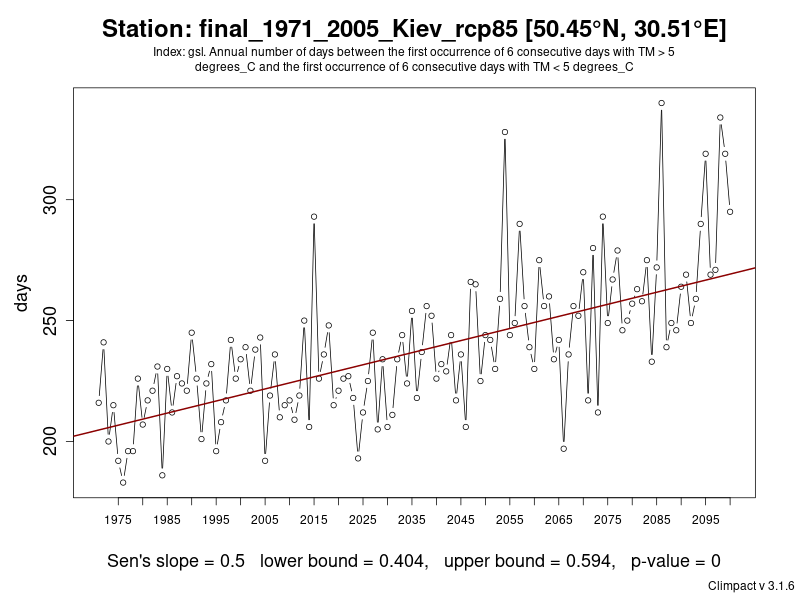 Station: final_1971_2005_Kiev_rcp85 [50.45°N, 30.51°E]
Index: gsl. Annual number of days between the first occurrence of 6 consecutive days with TM > 5
degrees_C and the first occurrence of 6 consecutive days with TM < 5 degrees_C
300
250
200
days
1975 1985 1995 2005 2015 2025 2035 2045 2055 2065 2075 2085 2095
Sen's slope = 0.5 lower bound = 0.404, upper bound = 0.594, p-value = 0
Climpact v 3.1.6